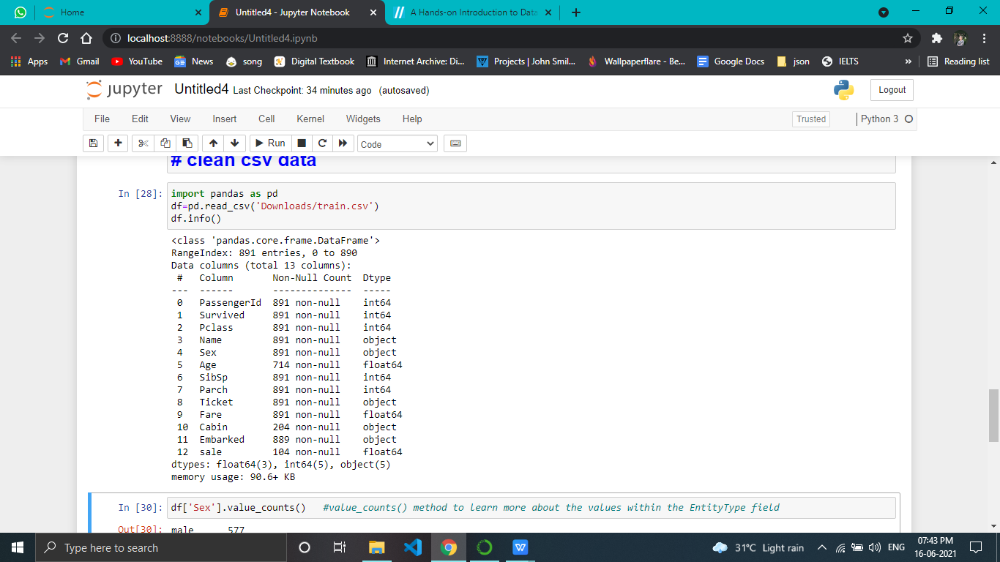 Home
Untitled4 - Jupyter Notebook
A Hands-on Introduction to Data
localhost:8888/notebooks/Untitled4.ipynb
Apps Gmail YouTube News song Digital Textbook Internet Archive: Di... Projects | John Smil... Wallpaperflare - Be... Google Docs json IELTS » Reading list
jupyter Untitled4 Last Checkpoint: 34 minutes ago (autosaved) Logout
File Edit View Insert Cell Kernel Widgets Help Trusted Python 3
Run Code
# clean csv data
In [28]: import pandas as pd
df=pd.read_csv('Downloads/train.csv')
df.info()
<class 'pandas.core.frame.DataFrame'>
RangeIndex: 891 entries, 0 to 890
Data columns (total 13 columns):
# Column Non-Null Count Dtype
--- ------ -------------- -----
0 PassengerId 891 non-null int64
1 Survived 891 non-null int64
2 Pclass 891 non-null int64
3 Name 891 non-null object
4 Sex 891 non-null object
5 Age 714 non-null float64
6 SibSp 891 non-null int64
7 Parch 891 non-null int64
8 Ticket 891 non-null object
9 Fare 891 non-null float64
10 Cabin 204 non-null object
11 Embarked 889 non-null object
12 sale 104 non-null float64
dtypes: float64(3), int64(5), object(5)
memory usage: 90.6+ KB
In [30]: df['Sex'].value_counts() #value_counts() method to learn more about the values within the EntityType field
Out[30]: male 577
Type here to search
31°C Light rain ENG
07:43 PM
16-06-2021